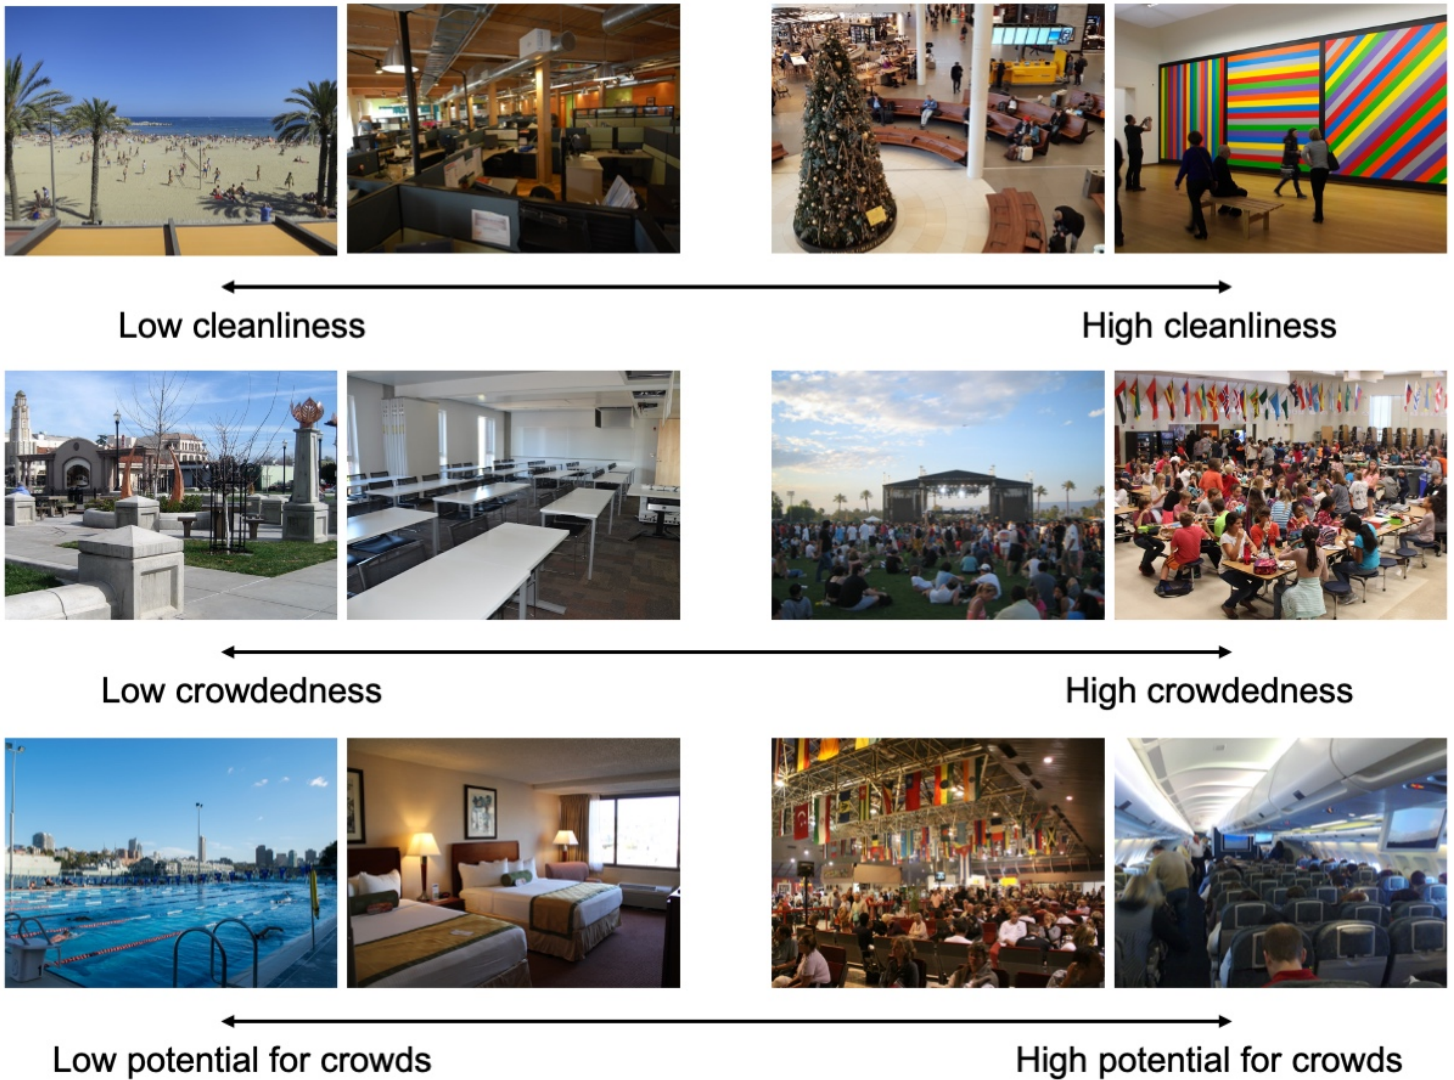 Low cleanliness
High cleanliness
Low crowdedness
High crowdedness
Low potential for crowds
High potential for crowds